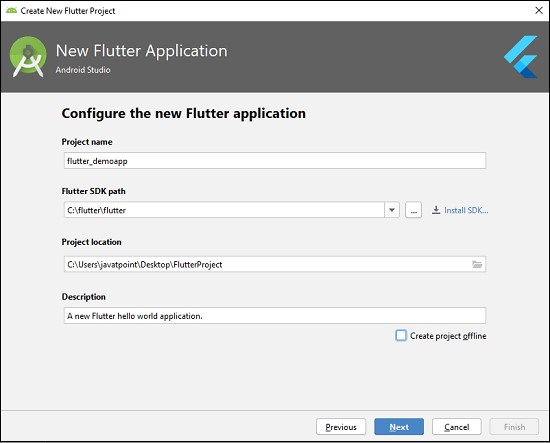 Create New Flutter Project
New Flutter Application
Android Studio
Configure the new Flutter application
Project name
flutter_demoapp
Flutter SDK path
C:\flutter\flutter
... Install SDK...
Project location
C:\Users\javatpoint\Desktop\FlutterProject
Description
A new Flutter hello world application.
Create project offline
Previous Next Cancel Finish